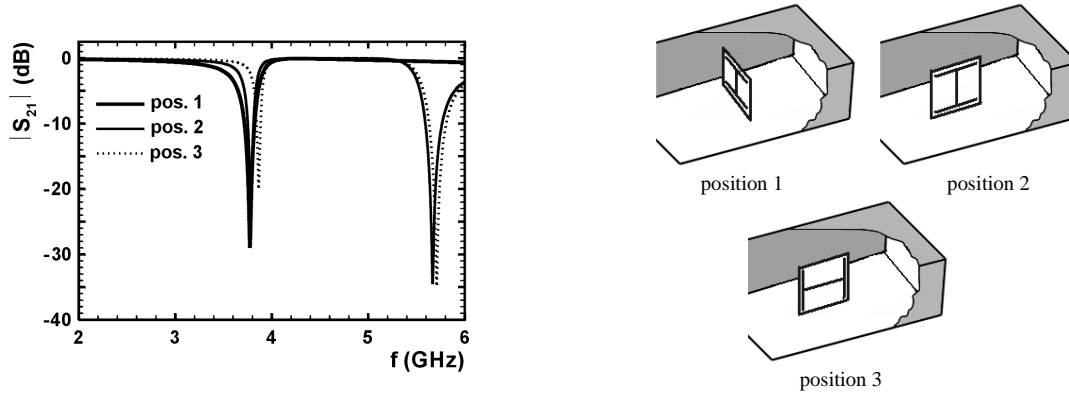 |S21| (dB)
0
-10
-20
-30
-40
pos. 1
pos. 2
pos. 3
2
3
4
5
6
f (GHz)
position 1
position 2
position 3